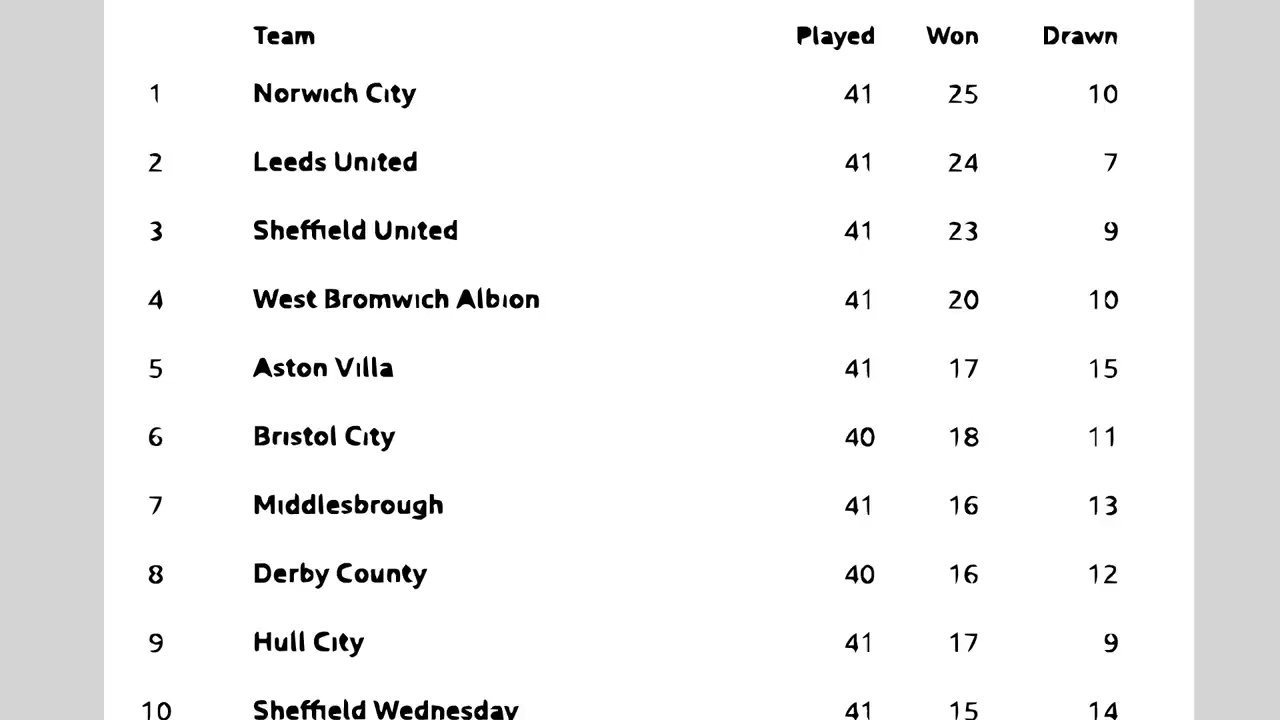 Team Played Won Drawn
1 Norwich City 41 25 10
2 Leeds United 41 24 7
3 Sheffield United 41 23 9
4 West Bromwich Albion 41 20 10
5 Aston Villa 41 17 15
6 Bristol City 40 18 11
7 Middlesbrough 41 16 13
8 Derby County 40 16 12
9 Hull City 41 17 9
10 Sheffield Wednesday 41 15 14